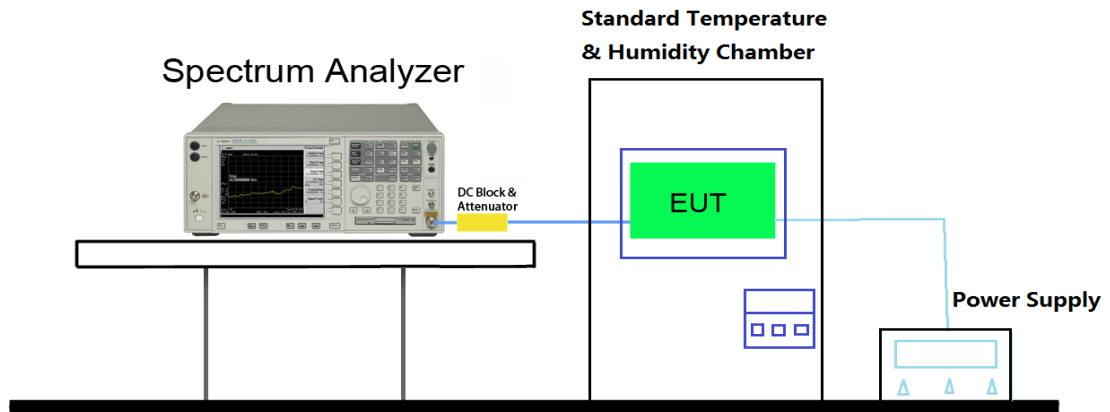 Standard Temperature
& Humidity Chamber
Spectrum Analyzer
DC Block &
Attenuator
EUT
Power Supply